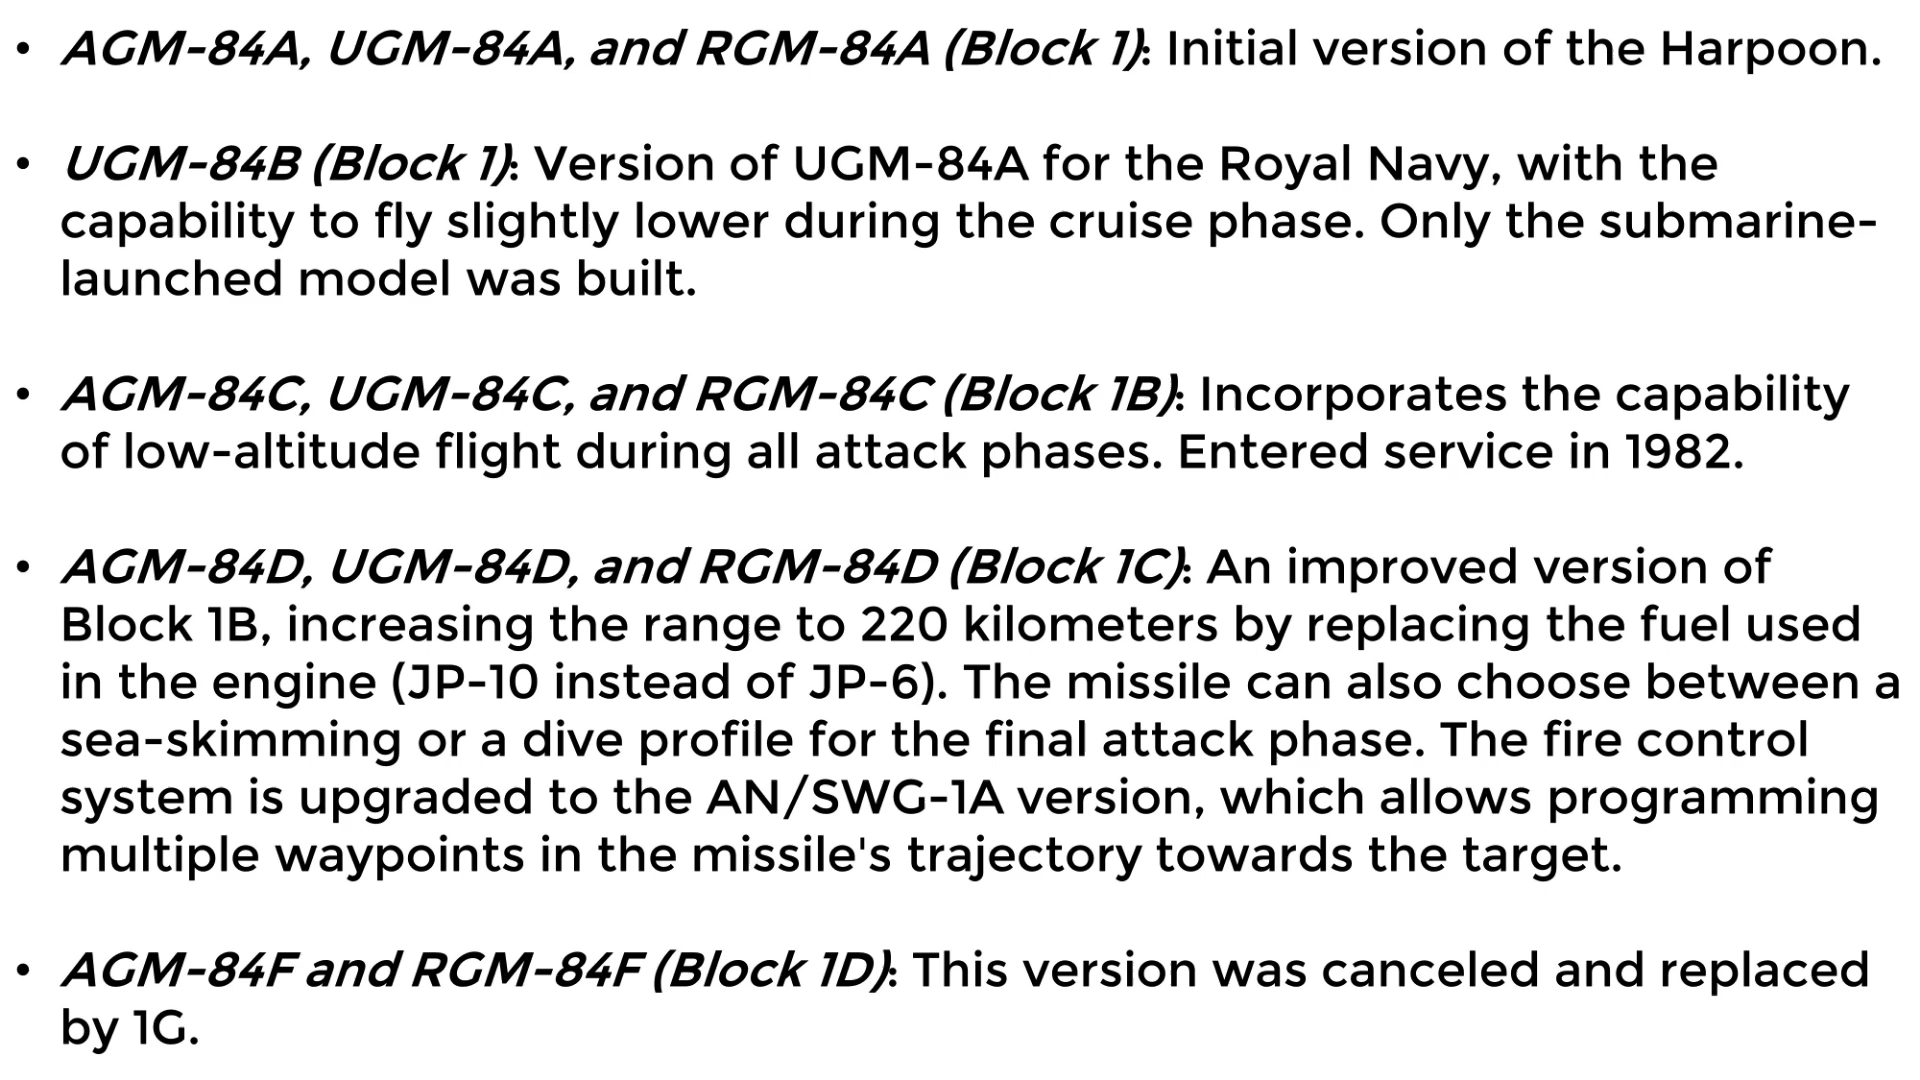 • AGM-84A, UGM-84A, and RGM-84A (Block 1): Initial version of the Harpoon.
• UGM-84B (Block 1): Version of UGM-84A for the Royal Navy, with the
capability to fly slightly lower during the cruise phase. Only the submarine-
launched model was built.
• AGM-84C, UGM-84C, and RGM-84C (Block 1B): Incorporates the capability
of low-altitude flight during all attack phases. Entered service in 1982.
• AGM-84D, UGM-84D, and RGM-84D (Block 1C): An improved version of
Block 1B, increasing the range to 220 kilometers by replacing the fuel used
in the engine (JP-10 instead of JP-6). The missile can also choose between a
sea-skimming or a dive profile for the final attack phase. The fire control
system is upgraded to the AN/SWG-1A version, which allows programming
multiple waypoints in the missile's trajectory towards the target.
• AGM-84F and RGM-84F (Block 1D): This version was canceled and replaced
by 1G.